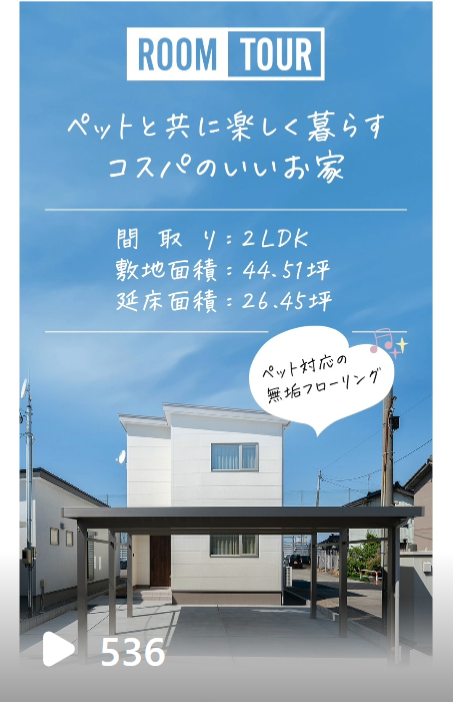 ROOM TOUR
ペットと共に楽しく暮らす
コスパのいいお家
間取り:2LDK
敷地面積:44.51坪
延床面積:26.45坪
ペット対応の
無垢フローリング
536